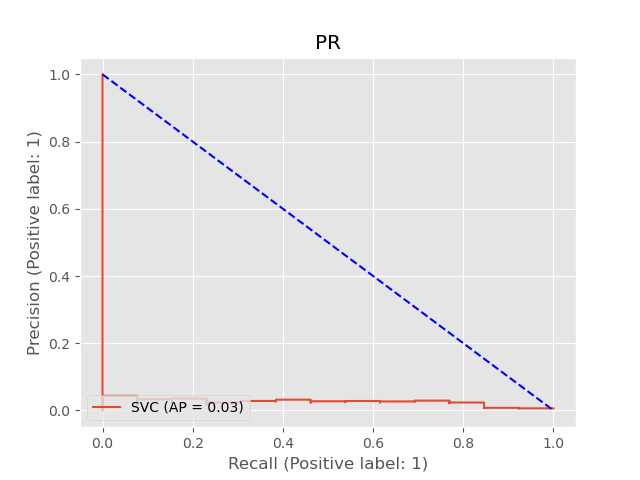 PR
1.0
0.8
0.6
0.4
0.2
0.0
Precision (Positive label: 1)
SVC (AP = 0.03)
0.0 0.2 0.4 0.6 0.8 1.0
Recall (Positive label: 1)